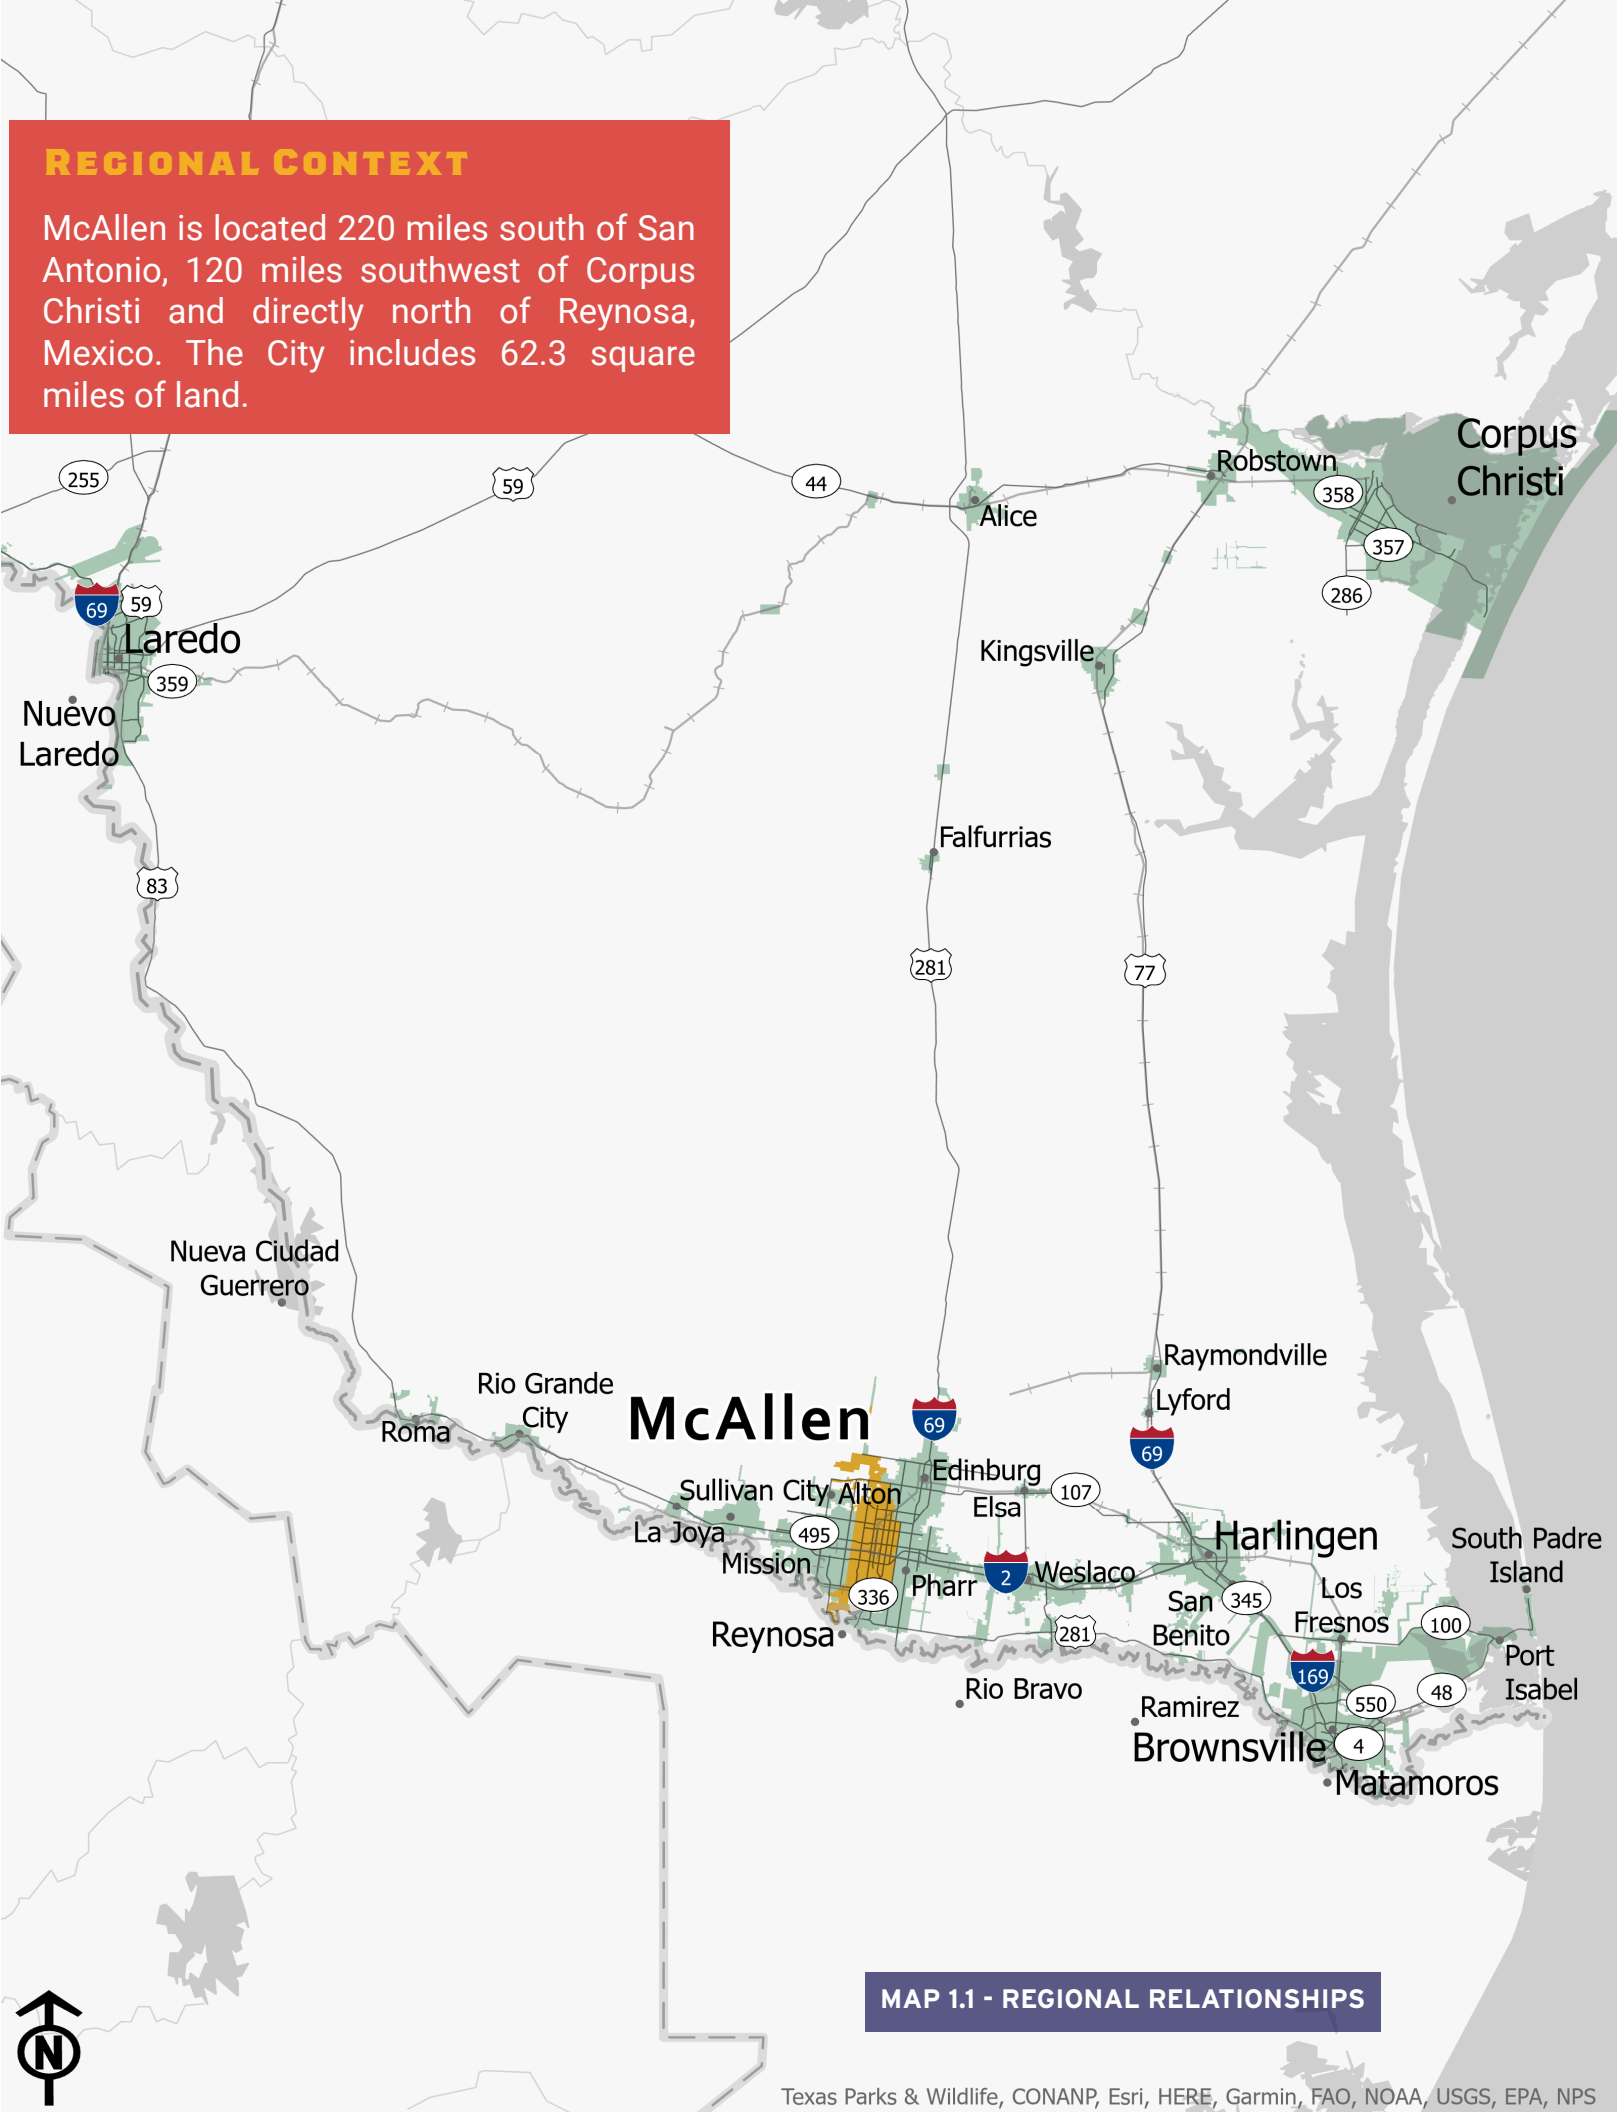 REGIONAL CONTEXT
McAllen is located 220 miles south of San
Antonio, 120 miles southwest of Corpus
Christi and directly north of Reynosa,
Mexico. The City includes 62.3 square
miles of land.
Corpus
Christi
Robstown
255
59
44
358
Alice
357
286
69
59
Laredo
359
Kingsville
Nuevo
Laredo
Falfurrias
83
281
77
Nueva Ciudad
Guerrero
Raymondville
Rio Grande
City
Lyford
McAllen
69
Roma
69
Edinburg
Sullivan City
Alton
107
Elsa
La Joya
495
Harlingen
South Padre
Island
Mission
2
Weslaco
Pharr
336
San
Benito
345
Los
Fresnos
100
Reynosa
281
Port
Isabel
169
Rio Bravo
550
48
Ramirez
Brownsville
4
Matamoros
MAP 1.1 - REGIONAL RELATIONSHIPS
N
Texas Parks & Wildlife, CONANP, Esri, HERE, Garmin, FAO, NOAA, USGS, EPA, NPS